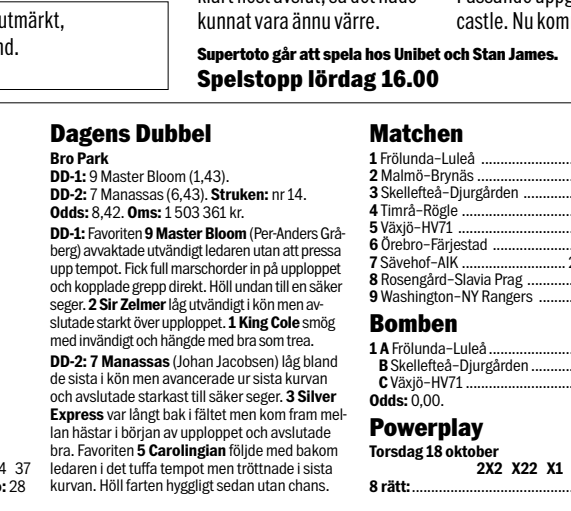 utmärkt,
nd.
kunnat vara ännu värre.
Supertoto går att spela hos Unibet och Stan James.
Spelstopp lördag 16.00
castle. Nu kom
4 37
: 28
Dagens Dubbel
Bro Park
DD-1: 9 Master Bloom (1,43).
DD-2: 7 Manassas (6,43). Struken: nr 14.
Odds: 8,42. Oms: 1 503 361 kr.
DD-1: Favoriten 9 Master Bloom (Per-Anders Grå-
berg) avvaktade utvändigt ledaren utan att pressa
upp tempot. Fick full marschorder in på upploppet
och kopplade grepp direkt. Höll undan till en säker
seger. 2 Sir Zelmer låg utvändigt i kön men av-
slutade starkt över upploppet. 1 King Cole smög
med invändigt och hängde med bra som trea.
DD-2: 7 Manassas (Johan Jacobsen) låg bland
de sista i kön men avancerade ur sista kurvan
och avslutade starkast till säker seger. 3 Silver
Express var långt bak i fältet men kom fram mel-
lan hästar i början av upploppet och avslutade
bra. Favoriten 5 Carolingian följde med bakom
ledaren i det tuffa tempot men tröttnade i sista
kurvan. Höll farten hyggligt sedan utan chans.
Matchen
1 Frölunda–Luleå ....................
2 Malmö–Brynäs ....................
3 Skellefteå–Djurgården ............
4 Timrå–Rögle ........................
5 Växjö–HV71 ........................
6 Örebro–Färjestad ..................
7 Sävehof–AIK ........................2
8 Rosengård–Slavia Prag ...........
9 Washington–NY Rangers ........
Bomben
1 A Frölunda–Luleå ..................
B Skellefteå–Djurgården ..........
C Växjö–HV71 ......................
Odds: 0,00.
Powerplay
Torsdag 18 oktober
2X2 X22 X1
8 rätt: ..............................